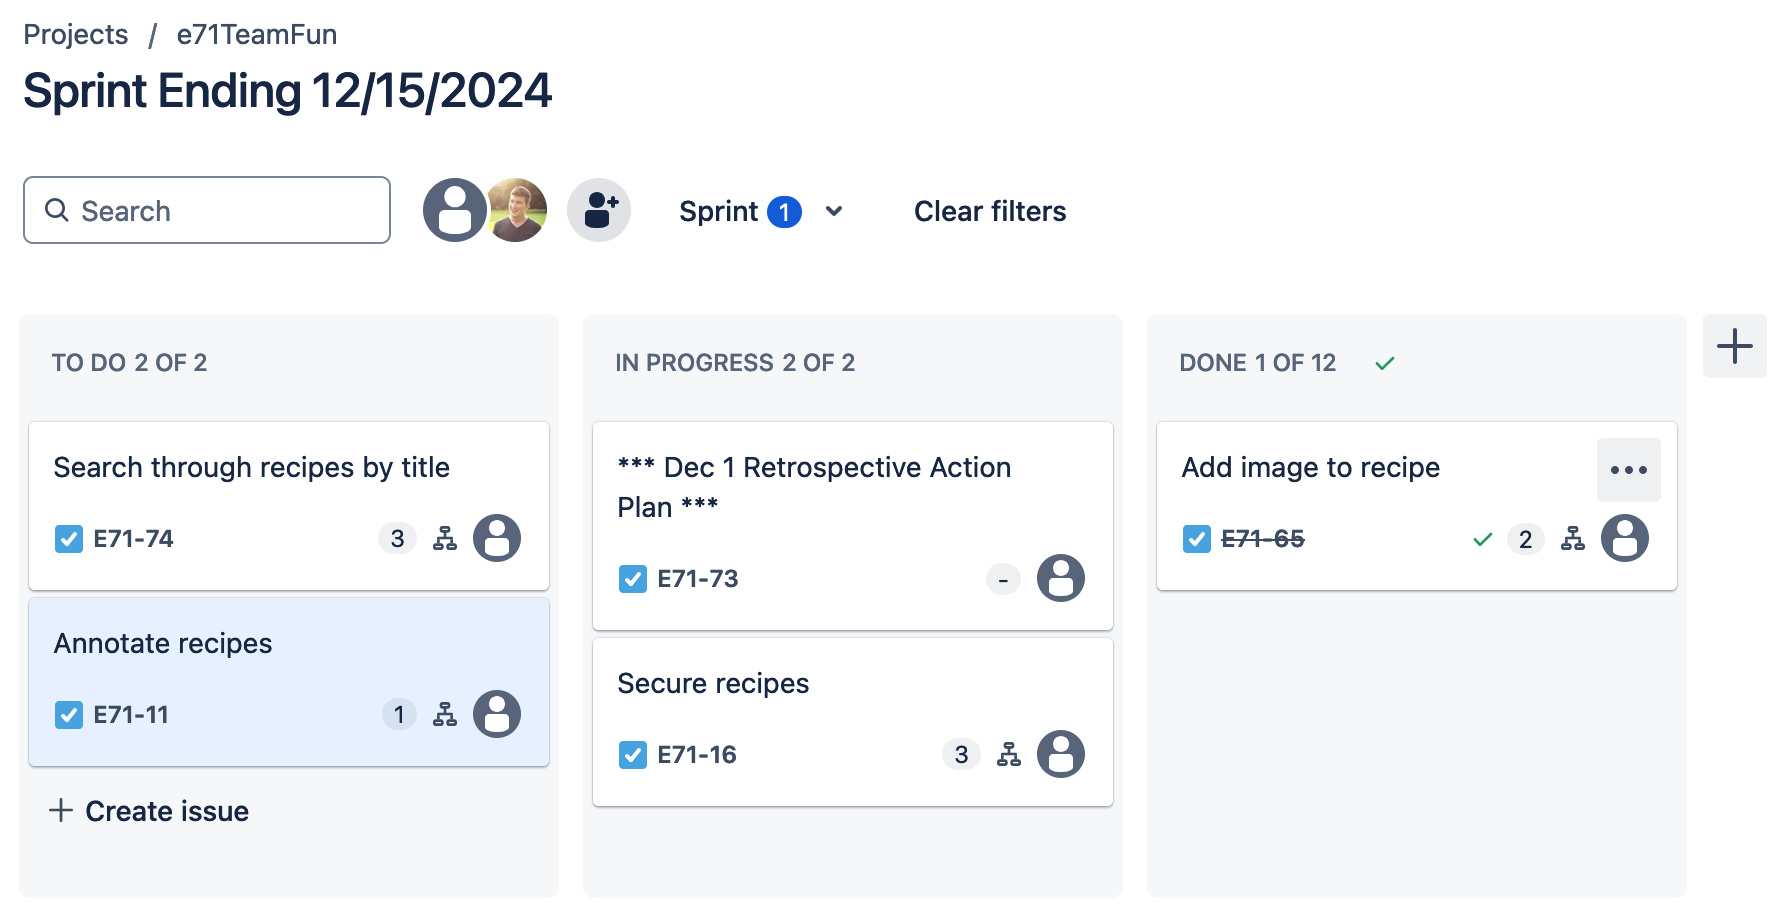 Projects / e71TeamFun
Sprint Ending 12/15/2024
Search
Sprint 1
Clear filters
TO DO 2 OF 2
Search through recipes by title
E71-74 3
Annotate recipes
E71-11 1
+ Create issue
IN PROGRESS 2 OF 2
*** Dec 1 Retrospective Action
Plan ***
E71-73 -
Secure recipes
E71-16 3
DONE 1 OF 12
Add image to recipe
E71-65 2